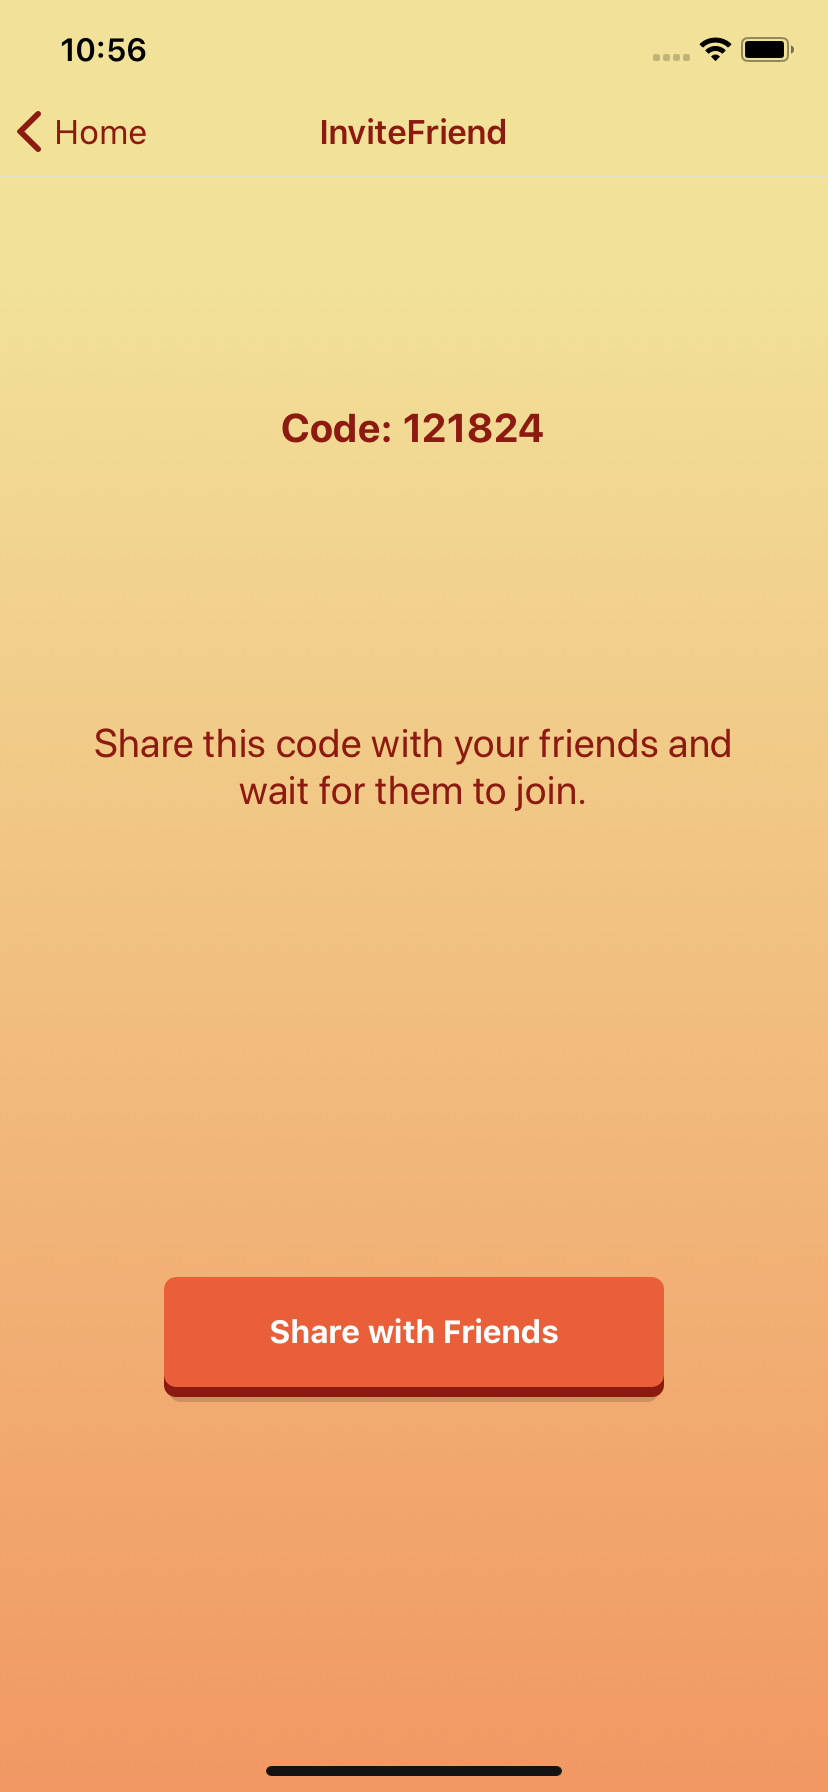 10:56
Home
InviteFriend
Code: 121824
Share this code with your friends and
wait for them to join.
Share with Friends